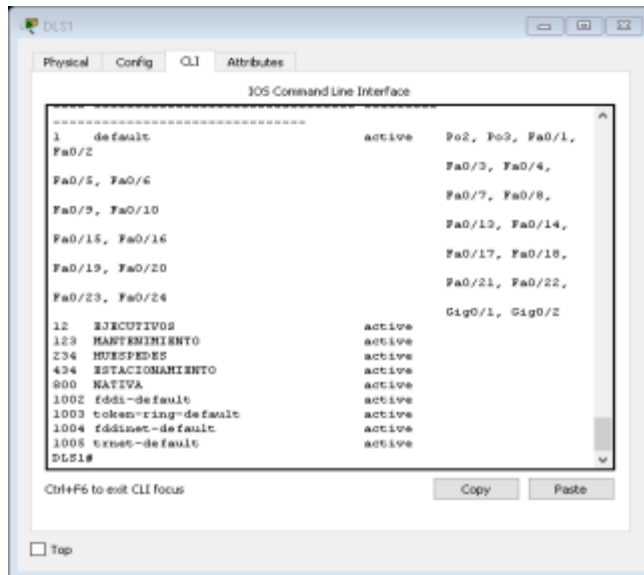 DLS1
Physical Config CLI Attributes
IOS Command Line Interface
---- -------------------------------- ---------
-------------------------------
1 default active Po2, Po3, Fa0/1,
Fa0/2
Fa0/3, Fa0/4,
Fa0/5, Fa0/6
Fa0/7, Fa0/8,
Fa0/9, Fa0/10
Fa0/13, Fa0/14,
Fa0/15, Fa0/16
Fa0/17, Fa0/18,
Fa0/19, Fa0/20
Fa0/21, Fa0/22,
Fa0/23, Fa0/24
Gig0/1, Gig0/2
12 EJECUTIVOS active
123 MANTENIMIENTO active
234 HUESPEDES active
434 ESTACIONAMIENTO active
800 NATIVA active
1002 fddi-default active
1003 token-ring-default active
1004 fddinet-default active
1005 trnet-default active
DLS1#
Ctrl+F6 to exit CLI focus
Copy Paste
Top